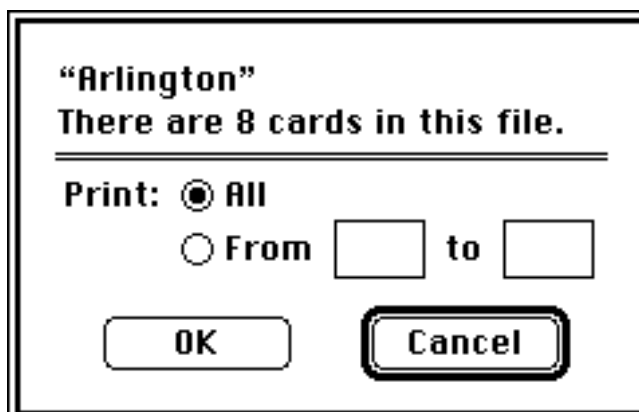 “Arlington”
There are 8 cards in this file.
Print: All
From to
OK Cancel